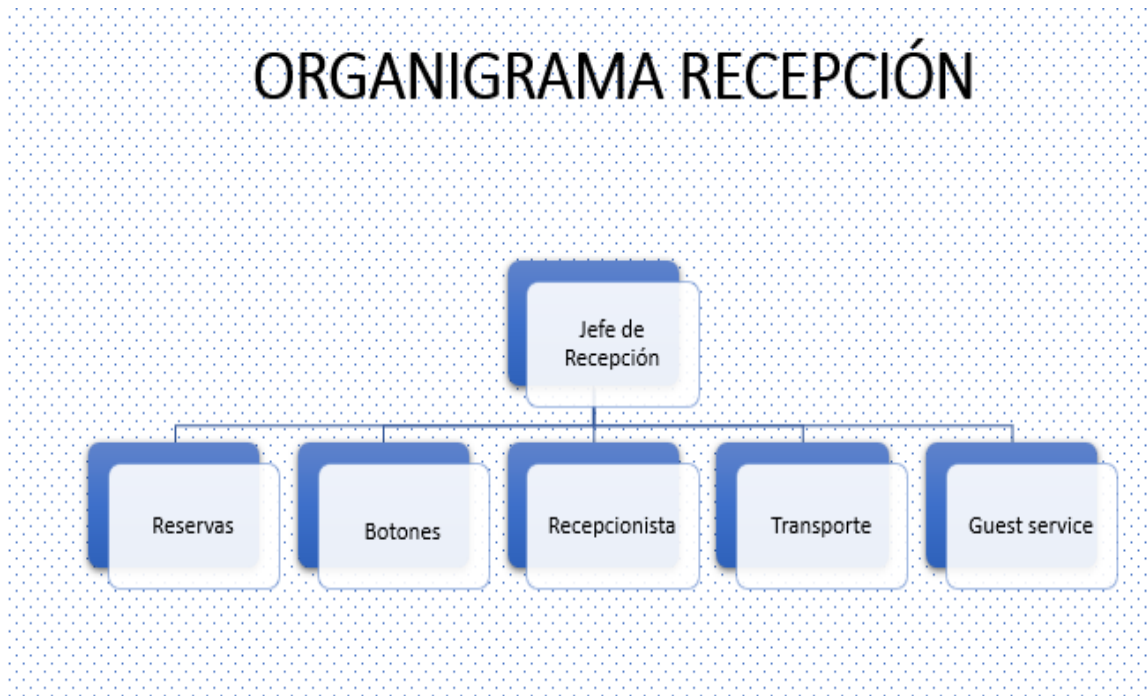 ORGANIGRAMA RECEPCIÓN
Jefe de
Recepción
Reservas
Botones
Recepcionista
Transporte
Guest service